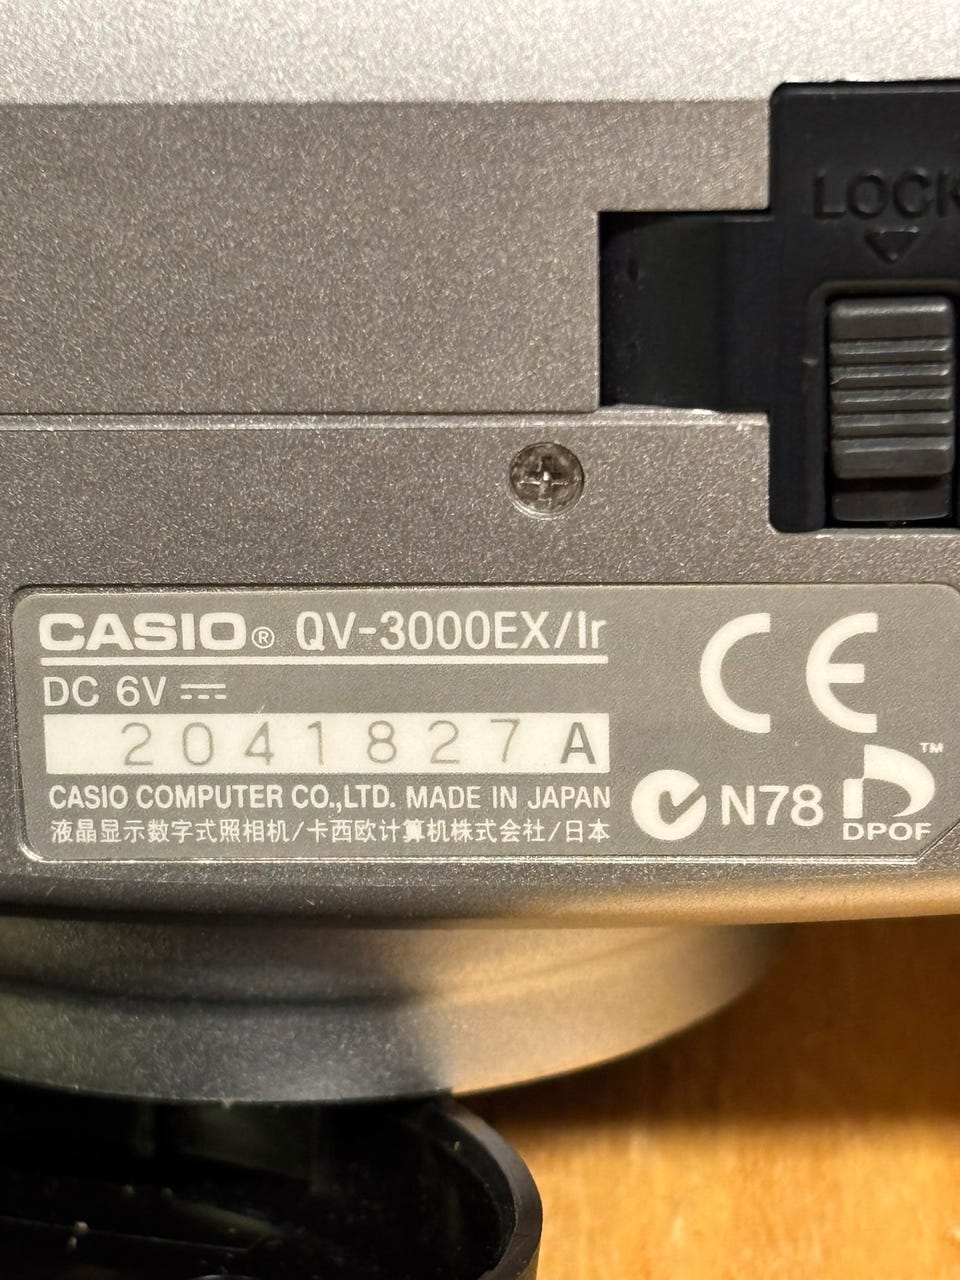 LOCK
CASIO® QV-3000EX/Ir
DC 6V
2041827A
CASIO COMPUTER CO.,LTD. MADE IN JAPAN
液晶显示数字式照相机/卡西欧计算机株式会社/日本
CE
N78
DPOF™